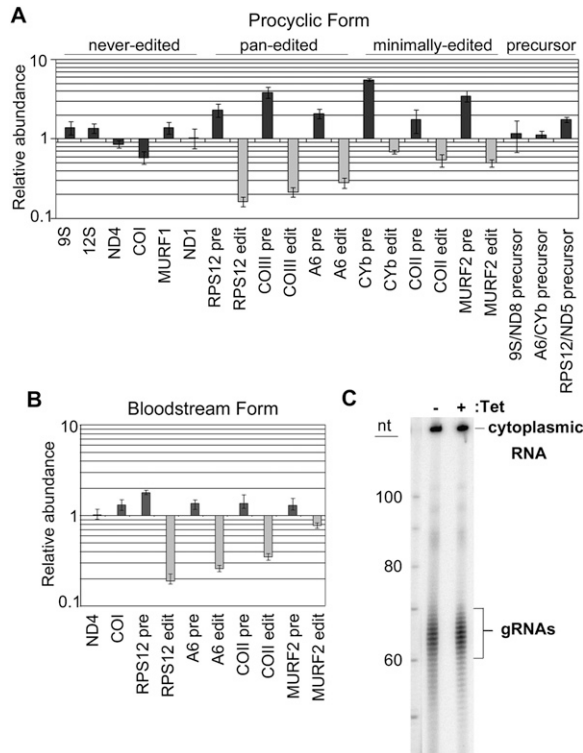 A
Procyclic Form
never-edited pan-edited minimally-edited precursor
Relative abundance
10
1
0.1
9S
12S
ND4
COI
MURF1
ND1
RPS12 pre
RPS12 edit
COIII pre
COIII edit
A6 pre
A6 edit
CYb pre
CYb edit
COII pre
COII edit
MURF2 pre
MURF2 edit
9S/ND8 precursor
A6/CYb precursor
RPS12/ND5 precursor
B
Bloodstream Form
Relative abundance
10
1
0.1
ND4
COI
RPS12 pre
RPS12 edit
A6 pre
A6 edit
COII pre
COII edit
MURF2 pre
MURF2 edit
C
- + :Tet
nt
cytoplasmic
RNA
100
80
gRNAs
60